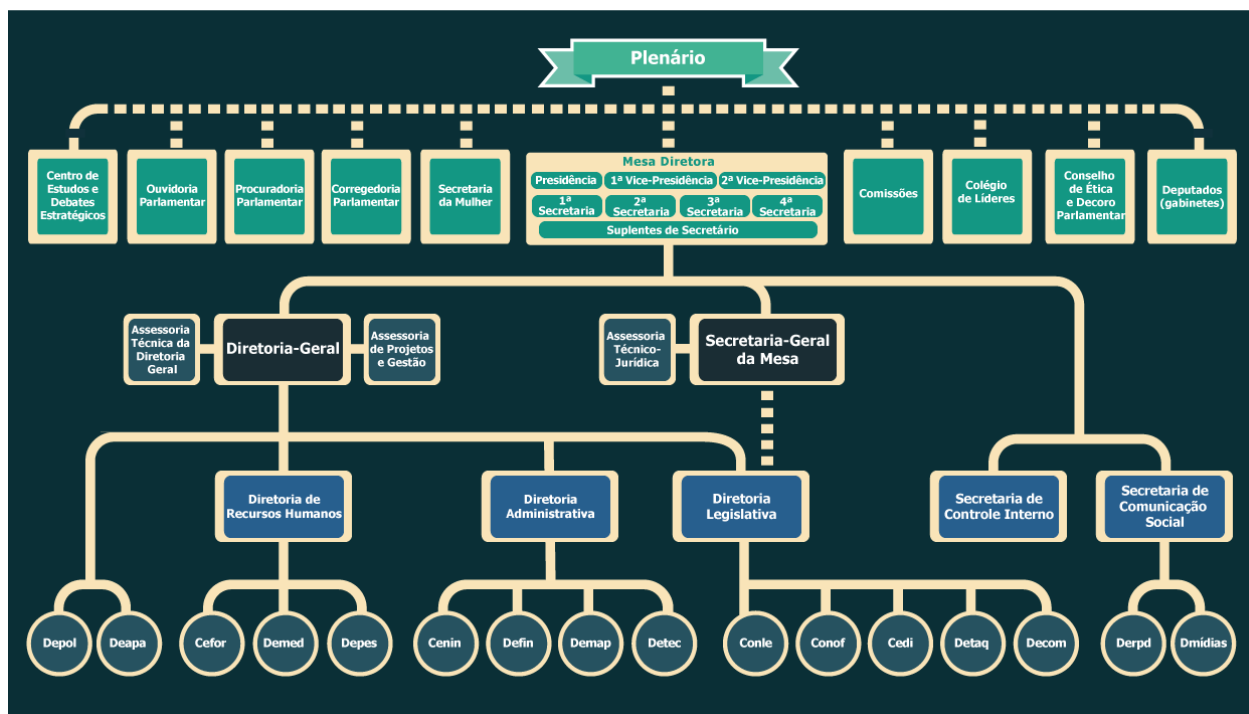 Plenário
Centro de
Estudos e
Debates
Estratégicos
Ouvidoria
Parlamentar
Procuradoria
Parlamentar
Corregedoria
Parlamentar
Secretaria
da Mulher
Mesa Diretora
Presidência
1ª Vice-Presidência
2ª Vice-Presidência
1ª
Secretaria
2ª
Secretaria
3ª
Secretaria
4ª
Secretaria
Suplentes de Secretário
Comissões
Colégio
de Líderes
Conselho
de Ética
e Decoro
Parlamentar
Deputados
(gabinetes)
Assessoria
Técnica da
Diretoria
Geral
Diretoria-Geral
Assessoria
de Projetos
e Gestão
Assessoria
Técnico-
Jurídica
Secretaria-Geral
da Mesa
Diretoria de
Recursos Humanos
Diretoria
Administrativa
Diretoria
Legislativa
Secretaria de
Controle Interno
Secretaria de
Comunicação
Social
Depol
Deapa
Cefor
Demed
Depes
Cenin
Defin
Demap
Detec
Conle
Conof
Cedi
Detaq
Decom
Derpd
Dmídias